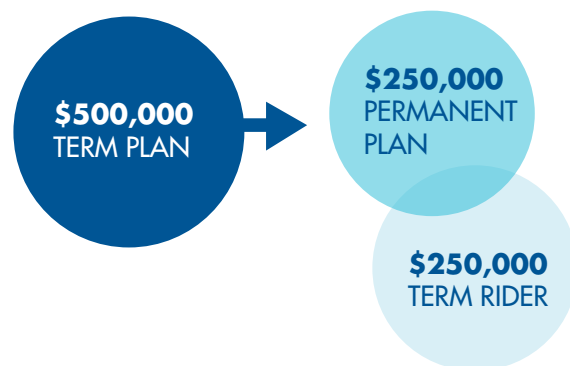 $500,000
TERM PLAN
$250,000
PERMANENT
PLAN
$250,000
TERM RIDER